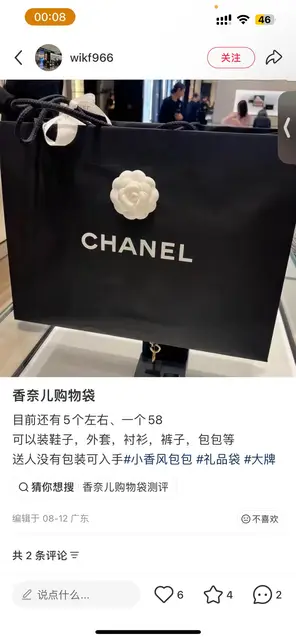 00:08
46
wikf966
关注
CHANEL
香奈儿购物袋
目前还有5个左右、一个58
可以装鞋子，外套，衬衫，裤子，包包等
送人没有包装可入手#小香风包包 #礼品袋 #大牌
猜你想搜 香奈儿购物袋测评
编辑于 08-12 广东
不喜欢
共 2 条评论
说点什么...
6
4
2